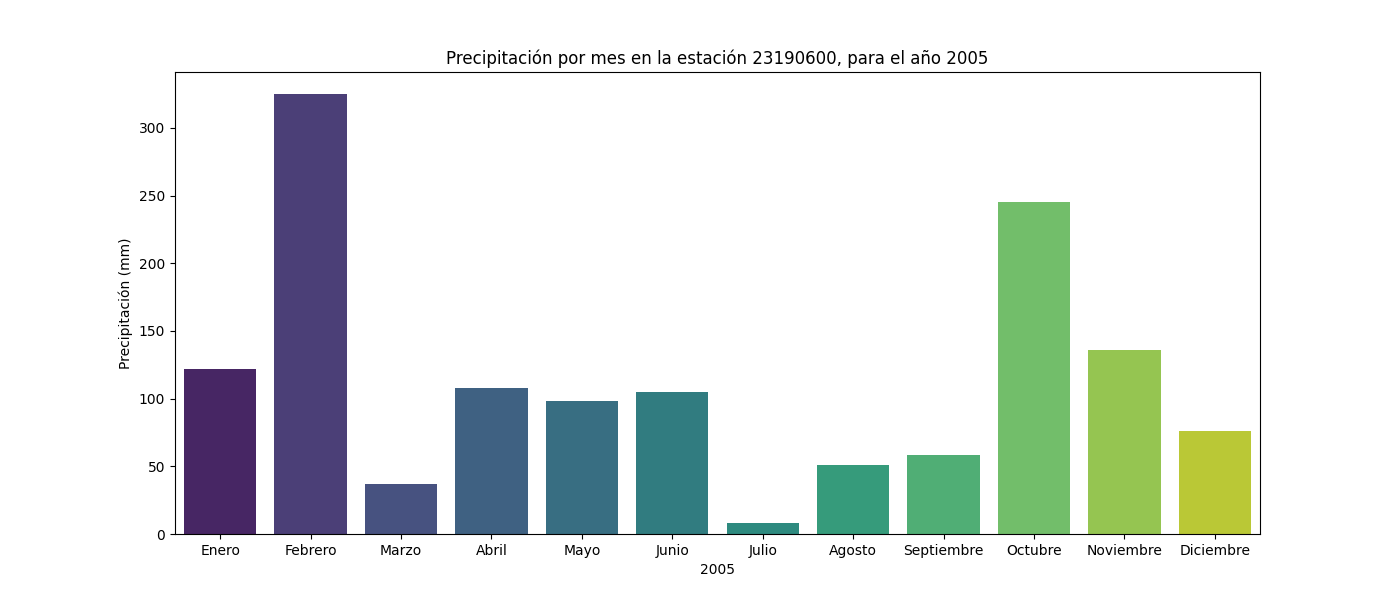 Precipitación por mes en la estación 23190600, para el año 2005
Precipitación (mm)
300
250
200
150
100
50
0
Enero Febrero Marzo Abril Mayo Junio Julio Agosto Septiembre Octubre Noviembre Diciembre
2005